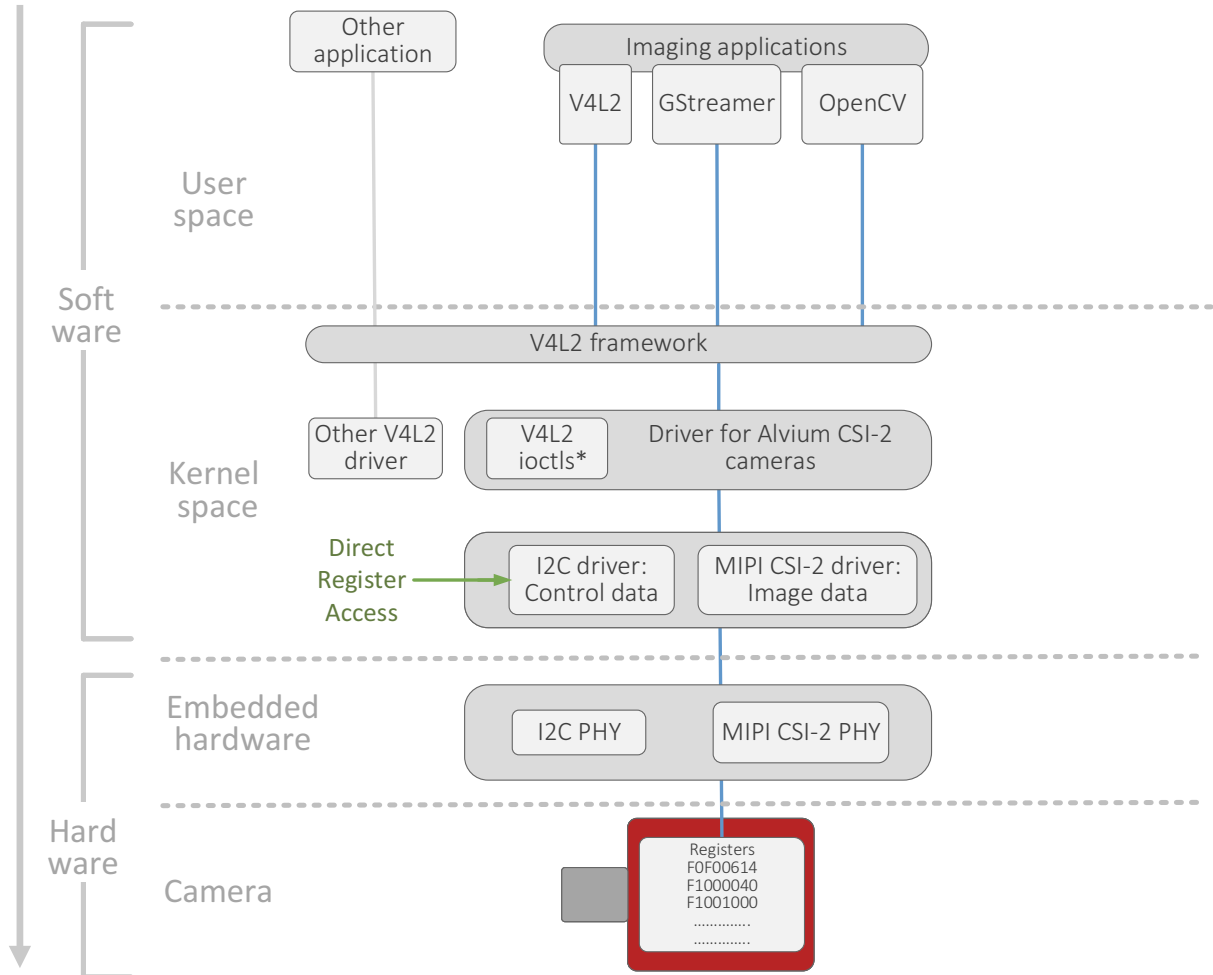 Other
application
Imaging applications
V4L2
GStreamer
OpenCV
User
space
Soft
ware
V4L2 framework
Other V4L2
driver
V4L2
ioctls*
Driver for Alvium CSI-2
cameras
Kernel
space
Direct
Register
Access
I2C driver:
Control data
MIPI CSI-2 driver:
Image data
Embedded
hardware
I2C PHY
MIPI CSI-2 PHY
Hard
ware
Camera
Registers
F0F00614
F1000040
F1001000
..............
..............